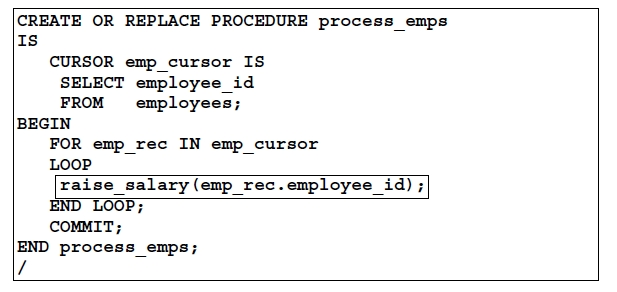 CREATE OR REPLACE PROCEDURE process_emps
IS
CURSOR emp_cursor IS
SELECT employee_id
FROM employees;
BEGIN
FOR emp_rec IN emp_cursor
LOOP
raise_salary(emp_rec.employee_id);
END LOOP;
COMMIT;
END process_emps;
/